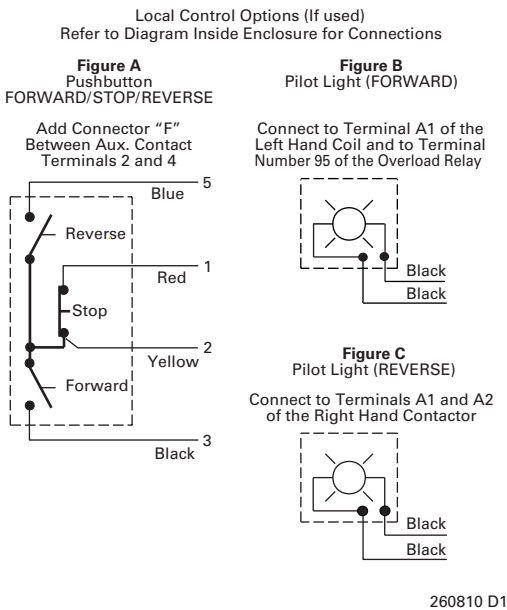 Local Control Options (If used)
Refer to Diagram Inside Enclosure for Connections
Figure A
Pushbutton
FORWARD/STOP/REVERSE
Add Connector “F”
Between Aux. Contact
Terminals 2 and 4
5
Blue
Reverse
1
Red
Stop
2
Yellow
Forward
3
Black
Figure B
Pilot Light (FORWARD)
Connect to Terminal A1 of the
Left Hand Coil and to Terminal
Number 95 of the Overload Relay
Black
Black
Figure C
Pilot Light (REVERSE)
Connect to Terminals A1 and A2
of the Right Hand Contactor
Black
Black
260810 D1